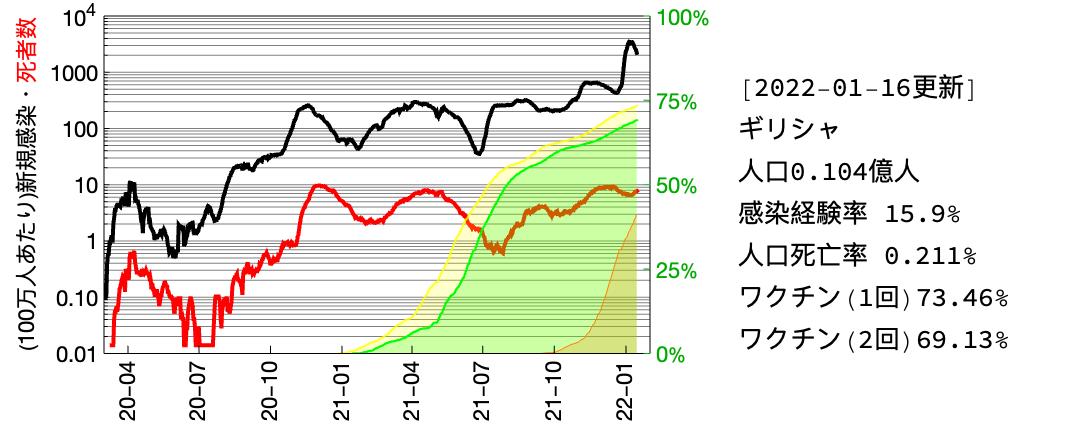 (100万人あたり)新規感染・死者数
10⁴
1000
100
10
1
0.10
0.01
100%
75%
50%
25%
0%
20-04
20-07
20-10
21-01
21-04
21-07
21-10
22-01
[2022-01-16更新]
ギリシャ
人口0.104億人
感染経験率 15.9%
人口死亡率 0.211%
ワクチン(1回)73.46%
ワクチン(2回)69.13%